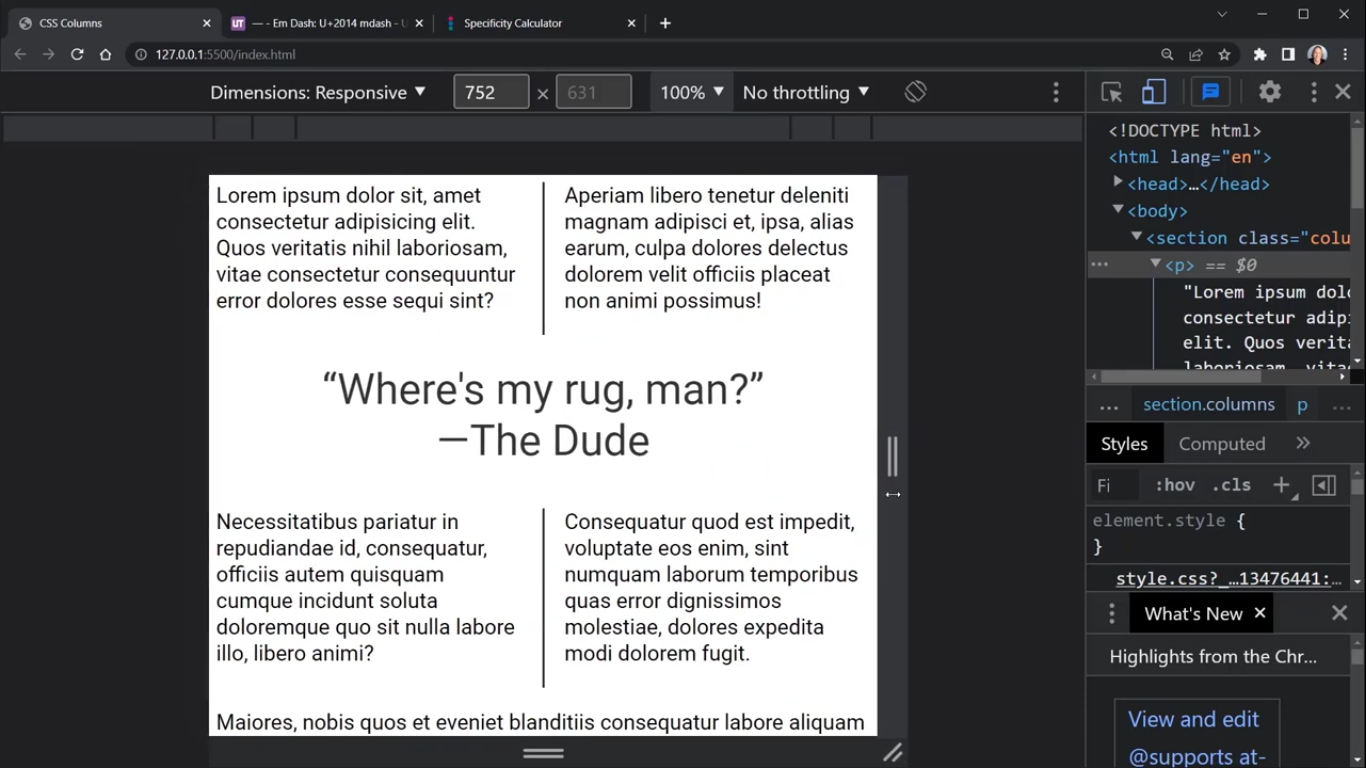 CSS Columns
— - Em Dash: U+2014 mdash - U
Specificity Calculator
127.0.0.1:5500/index.html
Dimensions: Responsive
752 × 631
100%
No throttling
Lorem ipsum dolor sit, amet
consectetur adipisicing elit.
Quos veritatis nihil laboriosam,
vitae consectetur consequuntur
error dolores esse sequi sint?
Aperiam libero tenetur deleniti
magnam adipisci et, ipsa, alias
earum, culpa dolores delectus
dolorem velit officiis placeat
non animi possimus!
“Where's my rug, man?”
—The Dude
Necessitatibus pariatur in
repudiandae id, consequatur,
officiis autem quisquam
cumque incidunt soluta
doloremque quo sit nulla labore
illo, libero animi?
Consequatur quod est impedit,
voluptate eos enim, sint
numquam laborum temporibus
quas error dignissimos
molestiae, dolores expedita
modi dolorem fugit.
Maiores, nobis quos et eveniet blanditiis consequatur labore aliquam
<!DOCTYPE html>
<html lang="en">
<head>…</head>
<body>
<section class="colu
<p> == $0
"Lorem ipsum dolo
consectetur adipi
elit. Quos verita
laboriosam, vitae
… section.columns p …
Styles Computed »
Fi :hov .cls +
element.style {
}
style.css?_…13476441:…
What's New ×
Highlights from the Chr...
View and edit
@supports at-